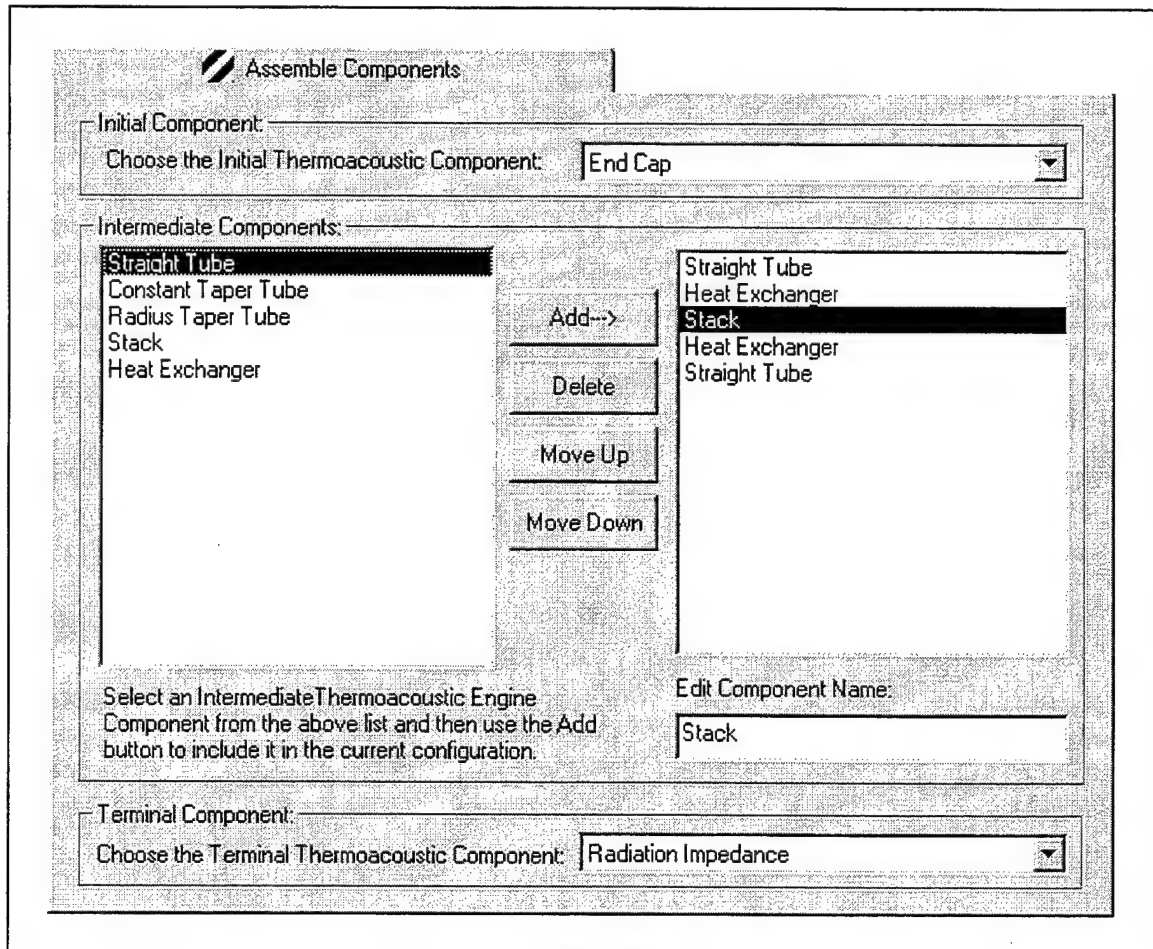 Assemble Components
Initial Component:
Choose the Initial Thermoacoustic Component: End Cap
Intermediate Components:
Straight Tube
Constant Taper Tube
Radius Taper Tube
Stack
Heat Exchanger
Add-->
Delete
Move Up
Move Down
Straight Tube
Heat Exchanger
Stack
Heat Exchanger
Straight Tube
Select an IntermediateThermoacoustic Engine
Component from the above list and then use the Add
button to include it in the current configuration.
Edit Component Name:
Stack
Terminal Component:
Choose the Terminal Thermoacoustic Component: Radiation Impedance